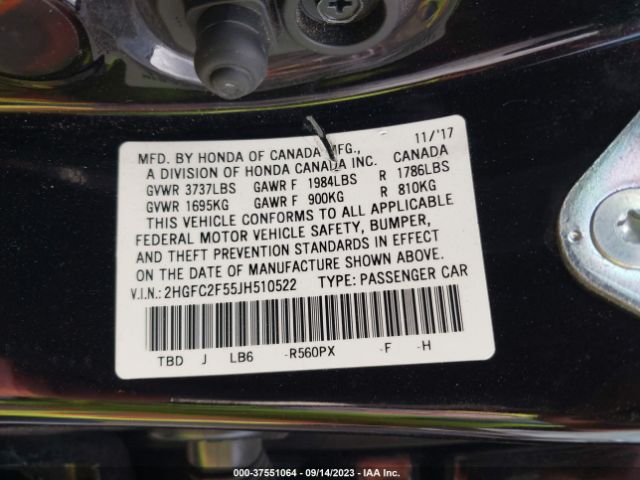 11/'17
MFD. BY HONDA OF CANADA MFG.,
A DIVISION OF HONDA CANADA INC. CANADA
GVWR 3737LBS GAWR F 1984LBS R 1786LBS
GVWR 1695KG GAWR F 900KG R 810KG
THIS VEHICLE CONFORMS TO ALL APPLICABLE
FEDERAL MOTOR VEHICLE SAFETY, BUMPER,
AND THEFT PREVENTION STANDARDS IN EFFECT
ON THE DATE OF MANUFACTURE SHOWN ABOVE.
V.I.N.: 2HGFC2F55JH510522 TYPE: PASSENGER CAR
TBD J LB6 -R560PX -F -H
000-37551064 - 09/14/2023 - IAA Inc.